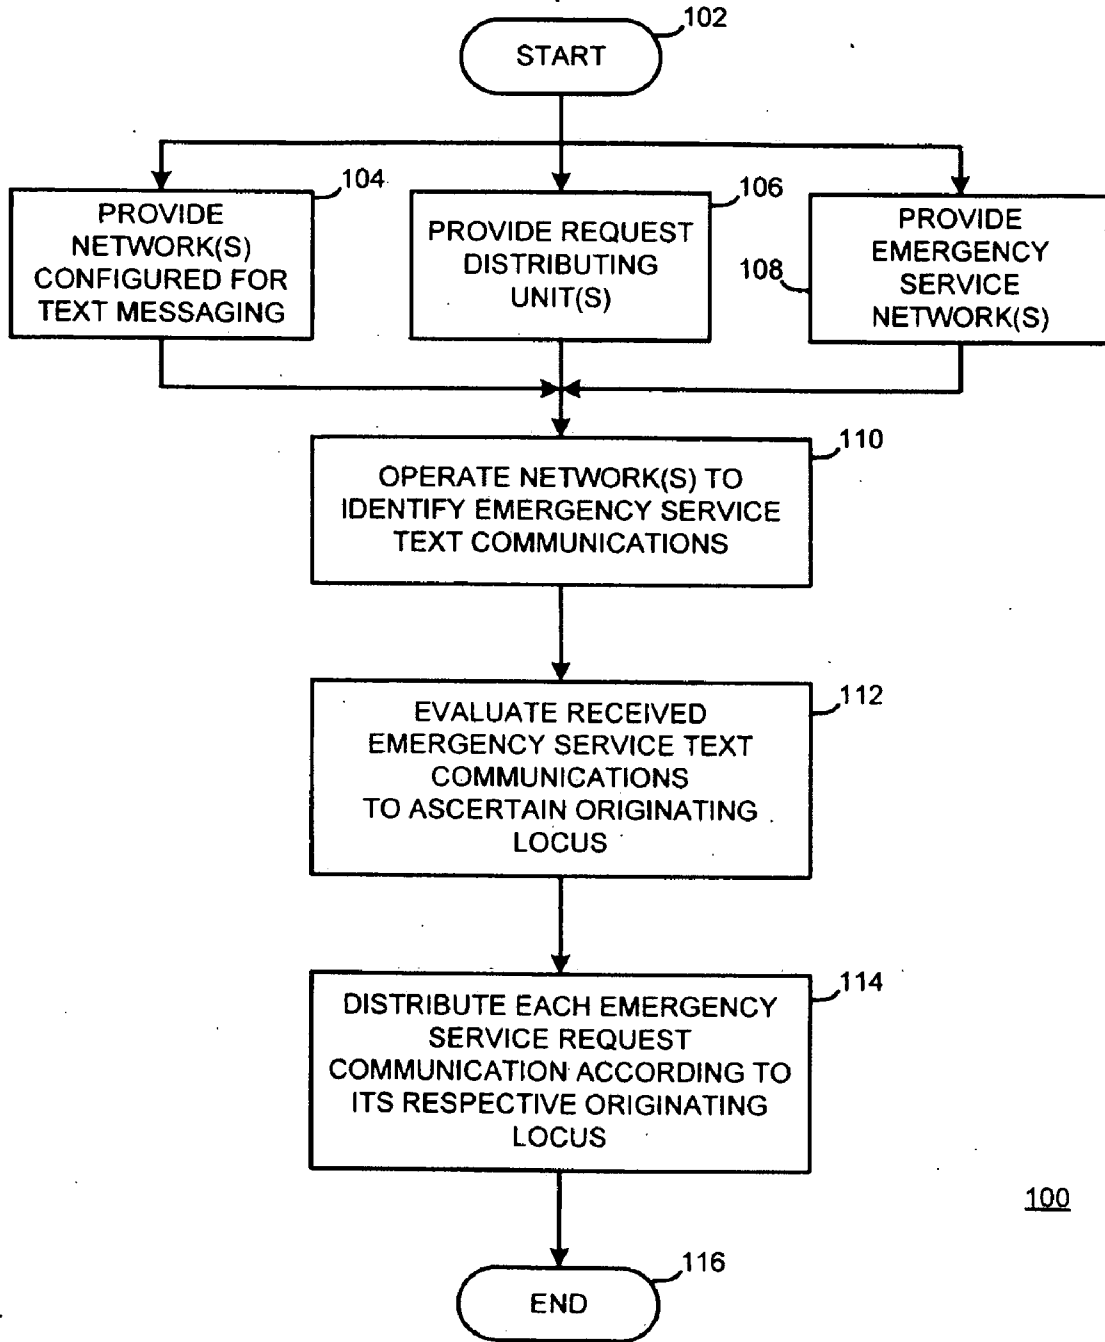 102
START
104
PROVIDE
NETWORK(S)
CONFIGURED FOR
TEXT MESSAGING
106
PROVIDE REQUEST
DISTRIBUTING
UNIT(S)
108
PROVIDE
EMERGENCY
SERVICE
NETWORK(S)
110
OPERATE NETWORK(S) TO
IDENTIFY EMERGENCY SERVICE
TEXT COMMUNICATIONS
112
EVALUATE RECEIVED
EMERGENCY SERVICE TEXT
COMMUNICATIONS
TO ASCERTAIN ORIGINATING
LOCUS
114
DISTRIBUTE EACH EMERGENCY
SERVICE REQUEST
COMMUNICATION ACCORDING TO
ITS RESPECTIVE ORIGINATING
LOCUS
100
116
END